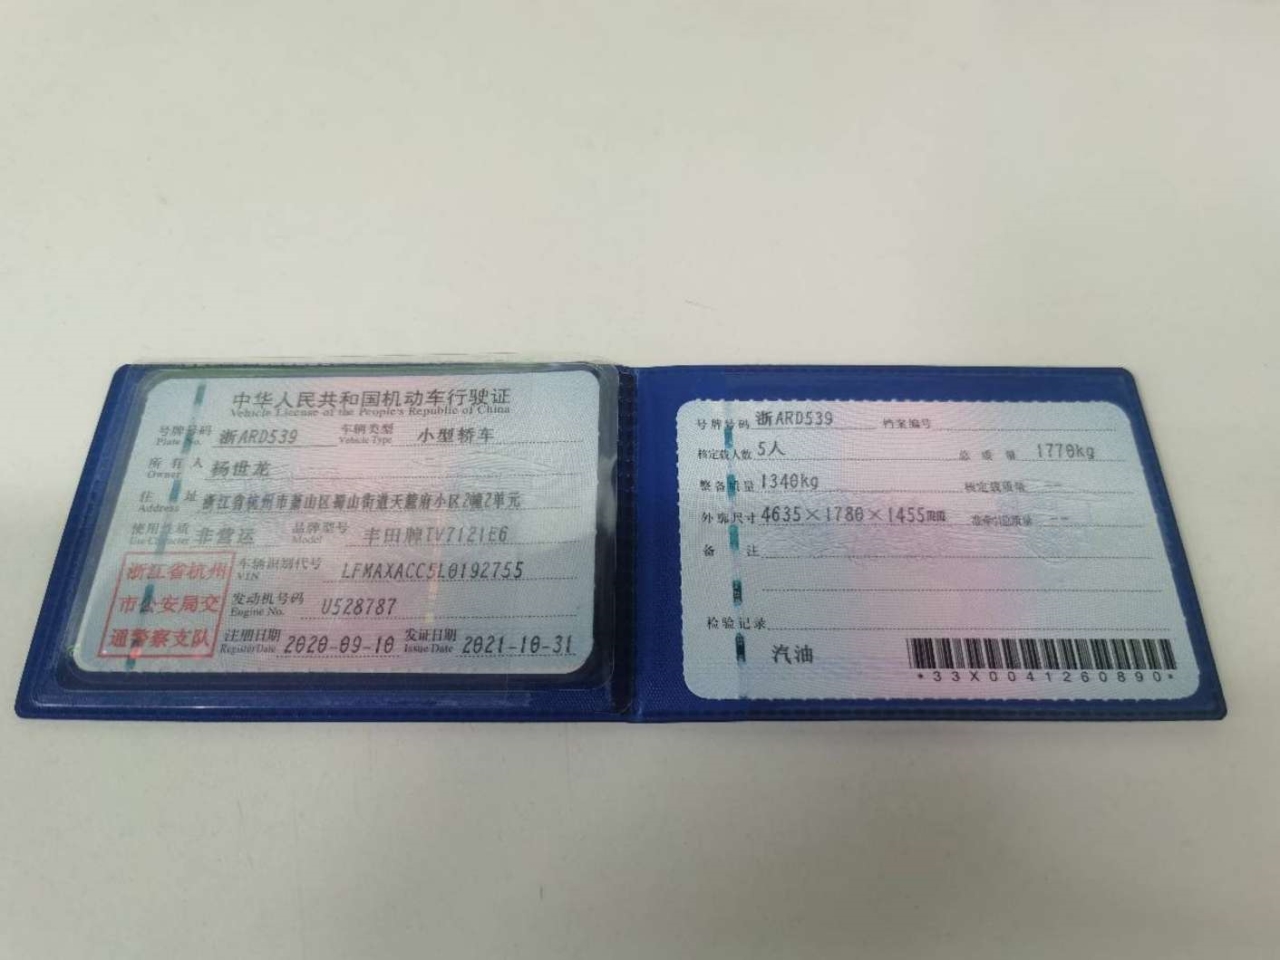 中华人民共和国机动车行驶证
Vehicle License of the People's Republic of China
号牌号码 浙ARD539 车辆类型 小型轿车
Plate No. Vehicle Type
所有人 杨世龙
Owner
住址 浙江省杭州市萧山区蜀山街道天麓府小区2幢2单元
Address
使用性质 非营运 品牌型号 丰田牌TV7121E6
Use Character Model
浙江省杭州
市公安局交
通警察支队
车辆识别代号 LFMAXACC5L0192755
VIN
发动机号码 U528787
Engine No.
注册日期 2020-09-10 发证日期 2021-10-31
Register Date Issue Date
号牌号码 浙ARD539 档案编号
核定载人数 5人 总质量 1770kg
整备质量 1340kg 核定载质量 --
外廓尺寸 4635×1780×1455mm 准牵引总质量 --
备注
检验记录
汽油
*33X0041260890*